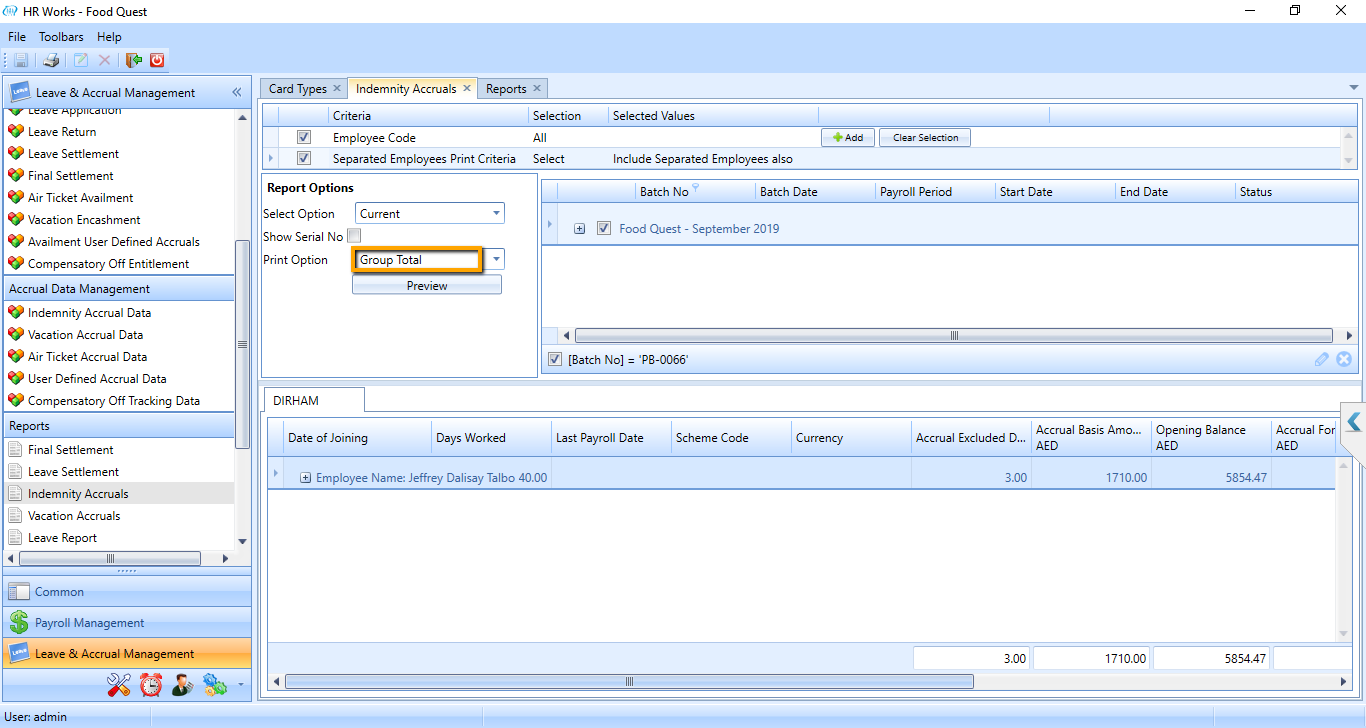 HR Works - Food Quest
File Toolbars Help
Leave & Accrual Management
Leave Application
Leave Return
Leave Settlement
Final Settlement
Air Ticket Availment
Vacation Encashment
Availment User Defined Accruals
Compensatory Off Entitlement
Accrual Data Management
Indemnity Accrual Data
Vacation Accrual Data
Air Ticket Accrual Data
User Defined Accrual Data
Compensatory Off Tracking Data
Reports
Final Settlement
Leave Settlement
Indemnity Accruals
Vacation Accruals
Leave Report
Common
Payroll Management
Leave & Accrual Management
Card Types Indemnity Accruals Reports
Criteria Selection Selected Values
Employee Code All Add Clear Selection
Separated Employees Print Criteria Select Include Separated Employees also
Report Options
Select Option Current
Show Serial No
Print Option Group Total
Preview
Batch No Batch Date Payroll Period Start Date End Date Status
Food Quest - September 2019
[Batch No] = 'PB-0066'
DIRHAM
Date of Joining Days Worked Last Payroll Date Scheme Code Currency Accrual Excluded D... Accrual Basis Amo... AED Opening Balance AED Accrual For AED
Employee Name: Jeffrey Dalisay Talbo 40.00 3.00 1710.00 5854.47
3.00 1710.00 5854.47
User: admin